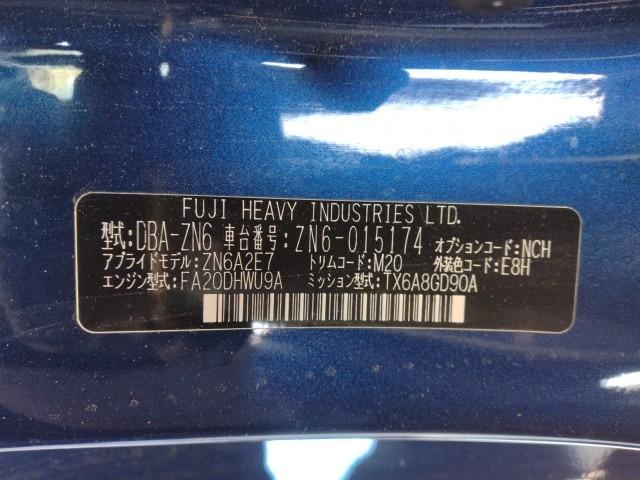 FUJI HEAVY INDUSTRIES LTD.
型式:DBA-ZN6 車台番号:ZN6-015174 オプションコード:NCH
アプライドモデル:ZN6A2E7 トリムコード:M20 外装色コード:E8H
エンジン型式:FA20DHWU9A ミッション型式:TX6A8GD90A